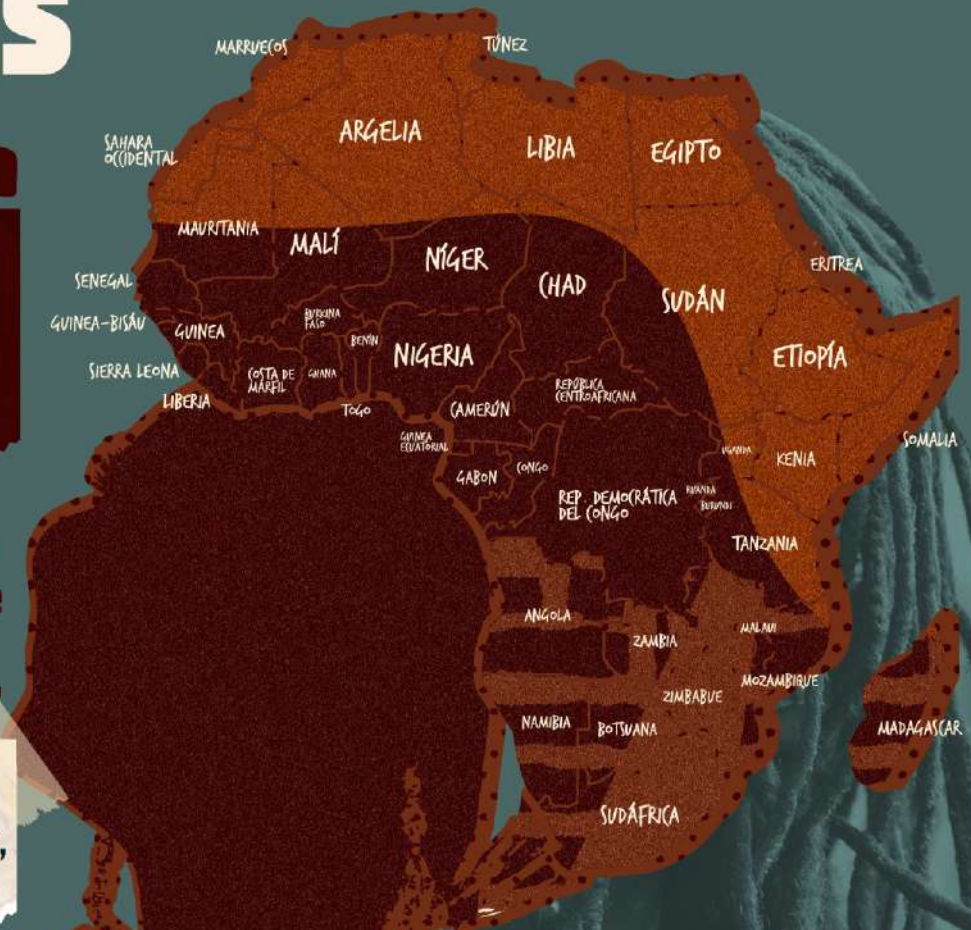 S
MARRUECOS
TÚNEZ
ARGELIA
LIBIA
EGIPTO
SAHARA
OCCIDENTAL
MAURITANIA
MALÍ
NÍGER
CHAD
SUDÁN
ERITREA
SENEGAL
GUINEA-BISÁU
GUINEA
BURKINA
FASO
BENÍN
NIGERIA
ETIOPÍA
SIERRA LEONA
COSTA DE
MARFIL
GHANA
LIBERIA
TOGO
CAMERÚN
REPÚBLICA
CENTROAFRICANA
GUINEA
ECUATORIAL
GABON
CONGO
UGANDA
KENIA
SOMALIA
REP. DEMOCRÁTICA
DEL CONGO
RUANDA
BURUNDI
TANZANIA
ANGOLA
ZAMBIA
MALAUI
MOZAMBIQUE
ZIMBABUE
NAMIBIA
BOTSUANA
MADAGASCAR
SUDÁFRICA